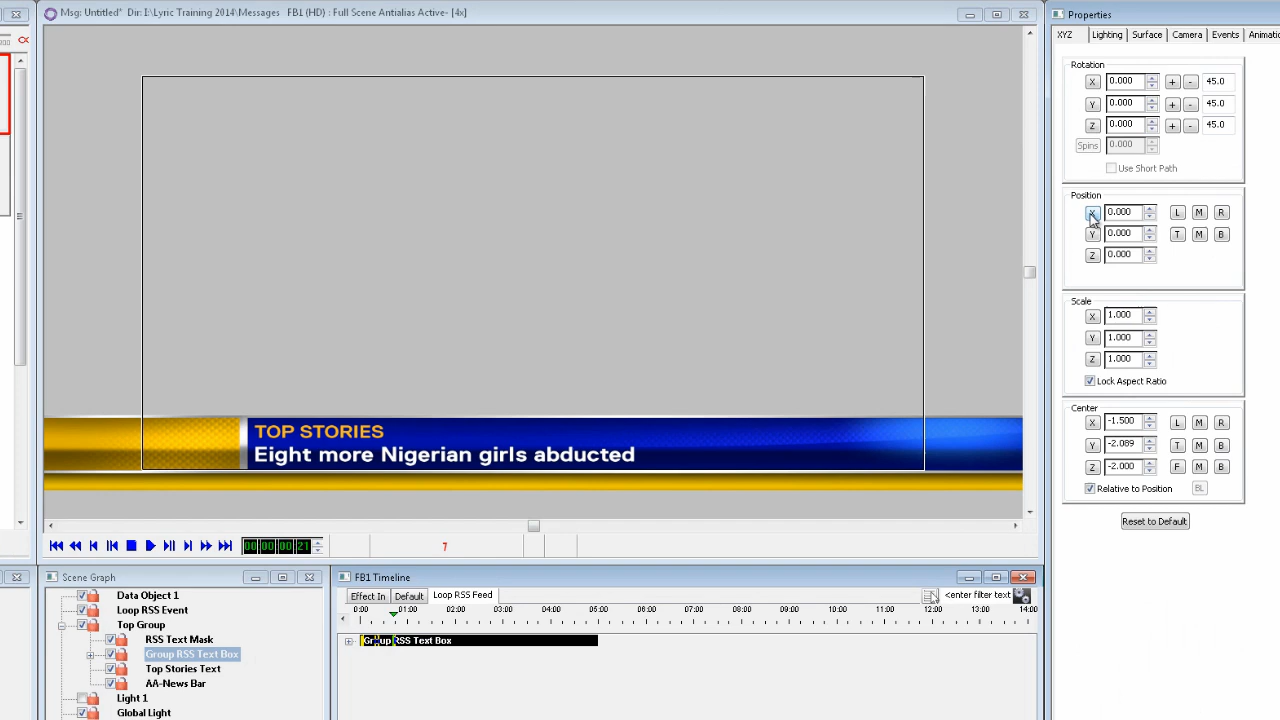 Msg: Untitled* Dir: I:\Lyric Training 2014\Messages FB1 (HD) : Full Scene Antialias Active- [4x]
TOP STORIES
Eight more Nigerian girls abducted
00:00:00:21
7
Properties
XYZ Lighting Surface Camera Events Animati
Rotation
X 0.000 + - 45.0
Y 0.000 + - 45.0
Z 0.000 + - 45.0
Spins 0.000
Use Short Path
Position
X 0.000 L M R
Y 0.000 T M B
Z 0.000
Scale
X 1.000
Y 1.000
Z 1.000
Lock Aspect Ratio
Center
X -1.500 L M R
Y -2.089 T M B
Z -2.000 F M B
Relative to Position BL
Reset to Default
Scene Graph
Data Object 1
Loop RSS Event
Top Group
RSS Text Mask
Group RSS Text Box
Top Stories Text
AA-News Bar
Light 1
Global Light
FB1 Timeline
Effect In Default Loop RSS Feed <enter filter text
0:00 01:00 02:00 03:00 04:00 05:00 06:00 07:00 08:00 09:00 10:00 11:00 12:00 13:00 14:00
Group RSS Text Box